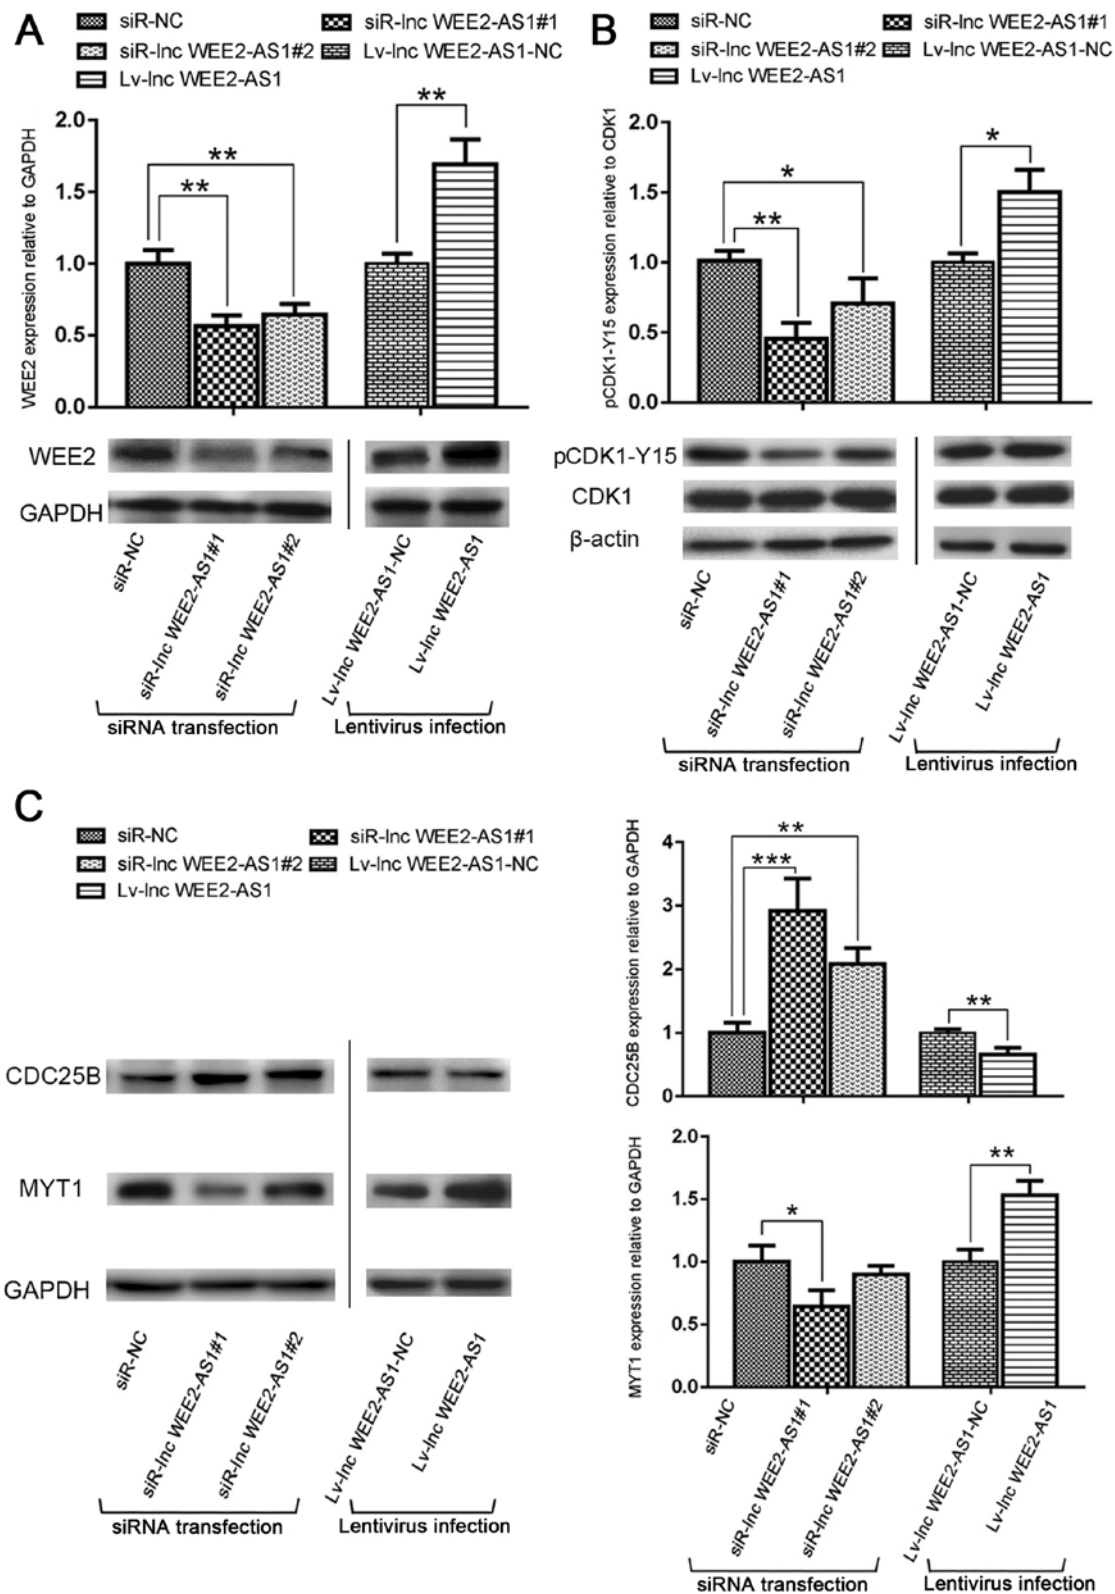 A
siR-NC
siR-lnc WEE2-AS1#1
siR-lnc WEE2-AS1#2
Lv-lnc WEE2-AS1-NC
Lv-lnc WEE2-AS1
WEE2 expression relative to GAPDH
2.0
1.5
1.0
0.5
0.0
**
**
**
WEE2
GAPDH
siR-NC
siR-lnc WEE2-AS1#1
siR-lnc WEE2-AS1#2
Lv-lnc WEE2-AS1-NC
Lv-lnc WEE2-AS1
siRNA transfection
Lentivirus infection
B
siR-NC
siR-lnc WEE2-AS1#1
siR-lnc WEE2-AS1#2
Lv-lnc WEE2-AS1-NC
Lv-lnc WEE2-AS1
pCDK1-Y15 expression relative to CDK1
2.0
1.5
1.0
0.5
0.0
*
**
*
pCDK1-Y15
CDK1
β-actin
siR-NC
siR-lnc WEE2-AS1#1
siR-lnc WEE2-AS1#2
Lv-lnc WEE2-AS1-NC
Lv-lnc WEE2-AS1
siRNA transfection
Lentivirus infection
C
siR-NC
siR-lnc WEE2-AS1#1
siR-lnc WEE2-AS1#2
Lv-lnc WEE2-AS1-NC
Lv-lnc WEE2-AS1
CDC25B
MYT1
GAPDH
siR-NC
siR-lnc WEE2-AS1#1
siR-lnc WEE2-AS1#2
Lv-lnc WEE2-AS1-NC
Lv-lnc WEE2-AS1
siRNA transfection
Lentivirus infection
CDC25B expression relative to GAPDH
4
3
2
1
0
**
***
**
MYT1 expression relative to GAPDH
2.0
1.5
1.0
0.5
0.0
*
**
siR-NC
siR-lnc WEE2-AS1#1
siR-lnc WEE2-AS1#2
Lv-lnc WEE2-AS1-NC
Lv-lnc WEE2-AS1
siRNA transfection
Lentivirus infection